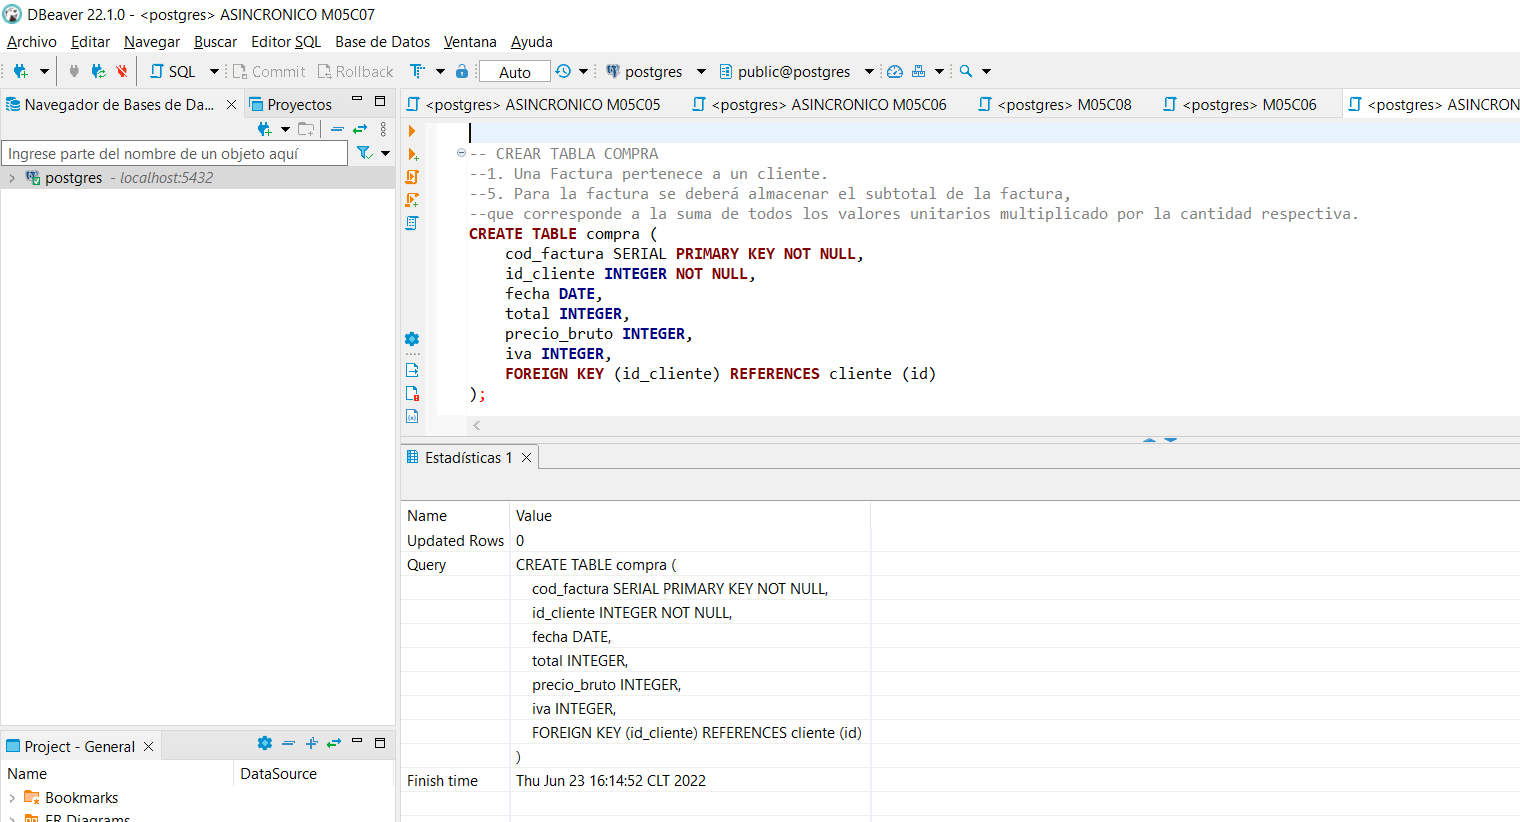 DBeaver 22.1.0 - <postgres> ASINCRONICO M05C07
Archivo Editar Navegar Buscar Editor SQL Base de Datos Ventana Ayuda
SQL Commit Rollback Auto postgres public@postgres
Navegador de Bases de Da... Proyectos
<postgres> ASINCRONICO M05C05 <postgres> ASINCRONICO M05C06 <postgres> M05C08 <postgres> M05C06 <postgres> ASINCRON
Ingrese parte del nombre de un objeto aquí
postgres - localhost:5432
-- CREAR TABLA COMPRA
--1. Una Factura pertenece a un cliente.
--5. Para la factura se deberá almacenar el subtotal de la factura,
--que corresponde a la suma de todos los valores unitarios multiplicado por la cantidad respectiva.
CREATE TABLE compra (
cod_factura SERIAL PRIMARY KEY NOT NULL,
id_cliente INTEGER NOT NULL,
fecha DATE,
total INTEGER,
precio_bruto INTEGER,
iva INTEGER,
FOREIGN KEY (id_cliente) REFERENCES cliente (id)
);
Estadísticas 1
Name Value
Updated Rows 0
Query CREATE TABLE compra (
cod_factura SERIAL PRIMARY KEY NOT NULL,
id_cliente INTEGER NOT NULL,
fecha DATE,
total INTEGER,
precio_bruto INTEGER,
iva INTEGER,
FOREIGN KEY (id_cliente) REFERENCES cliente (id)
)
Finish time Thu Jun 23 16:14:52 CLT 2022
Project - General
Name DataSource
Bookmarks
ER Diagrams